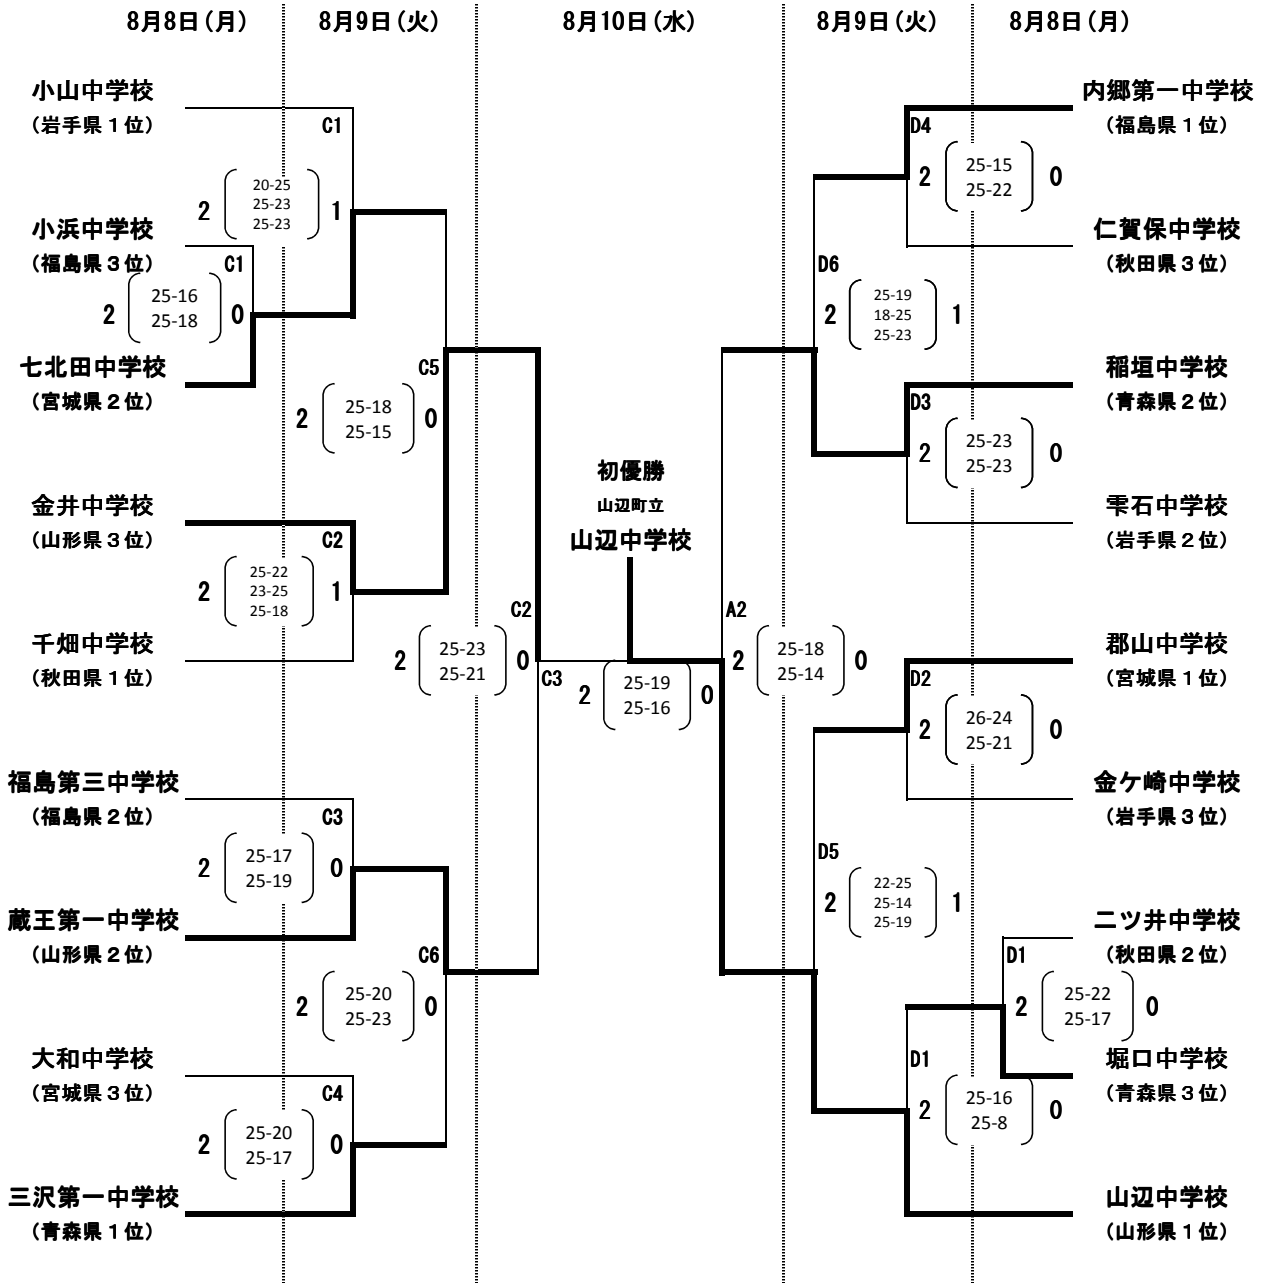 8月8日(月) 8月9日(火) 8月10日(水) 8月9日(火) 8月8日(月)
小山中学校
(岩手県1位)
C1
2 20-25 1
25-23
25-23
小浜中学校
(福島県3位)
C1
2 25-16 0
25-18
七北田中学校
(宮城県2位)
C5
2 25-18 0
25-15
金井中学校
(山形県3位)
C2
2 25-22 1
23-25
25-18
千畑中学校
(秋田県1位)
C2
2 25-23 0
25-21
福島第三中学校
(福島県2位)
C3
2 25-17 0
25-19
蔵王第一中学校
(山形県2位)
C6
2 25-20 0
25-23
大和中学校
(宮城県3位)
C4
2 25-20 0
25-17
三沢第一中学校
(青森県1位)
初優勝
山辺町立
山辺中学校
C3
2 25-19 0
25-16
内郷第一中学校
(福島県1位)
D4
2 25-15 0
25-22
仁賀保中学校
(秋田県3位)
D6
2 25-19 1
18-25
25-23
稲垣中学校
(青森県2位)
D3
2 25-23 0
25-23
雫石中学校
(岩手県2位)
A2
2 25-18 0
25-14
郡山中学校
(宮城県1位)
D2
2 26-24 0
25-21
金ケ崎中学校
(岩手県3位)
D5
2 22-25 1
25-14
25-19
二ツ井中学校
(秋田県2位)
D1
2 25-22 0
25-17
堀口中学校
(青森県3位)
D1
2 25-16 0
25-8
山辺中学校
(山形県1位)